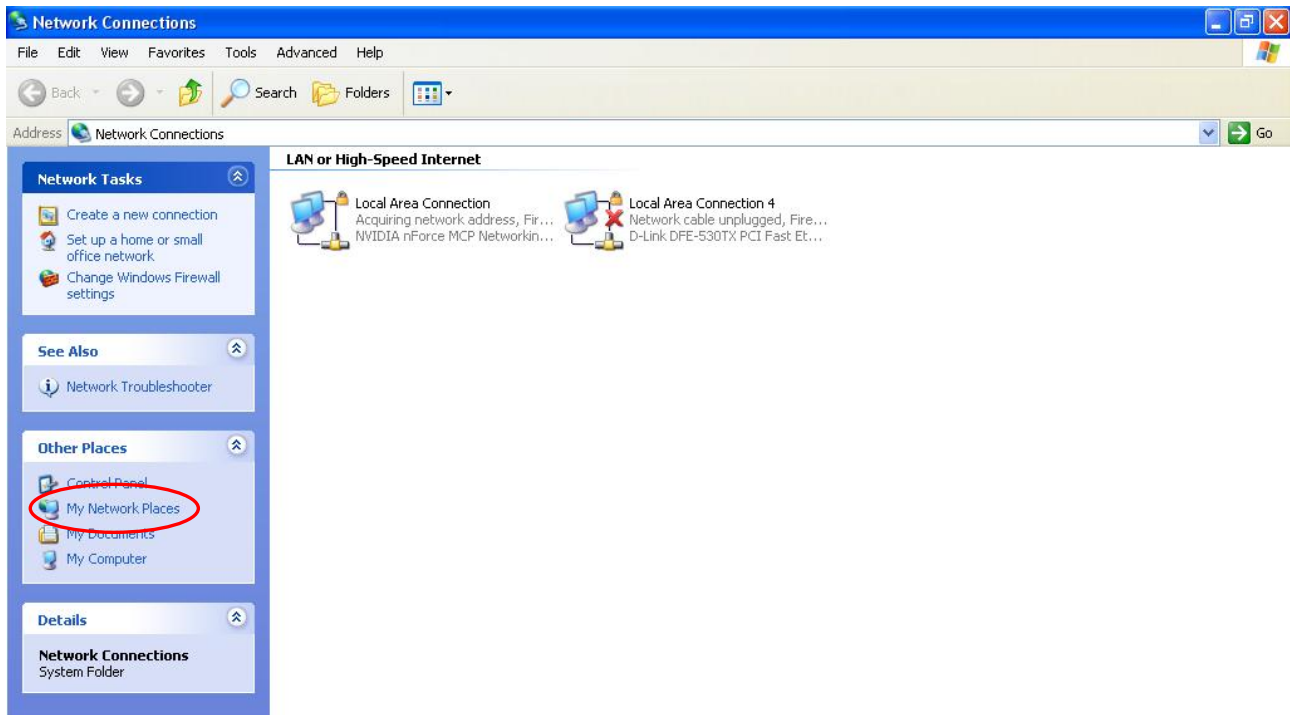 Network Connections
File Edit View Favorites Tools Advanced Help
Back Search Folders
Address Network Connections Go
Network Tasks
Create a new connection
Set up a home or small
office network
Change Windows Firewall
settings
See Also
Network Troubleshooter
Other Places
Control Panel
My Network Places
My Documents
My Computer
Details
Network Connections
System Folder
LAN or High-Speed Internet
Local Area Connection
Acquiring network address, Fir...
NVIDIA nForce MCP Networkin...
Local Area Connection 4
Network cable unplugged, Fire...
D-Link DFE-530TX PCI Fast Et...